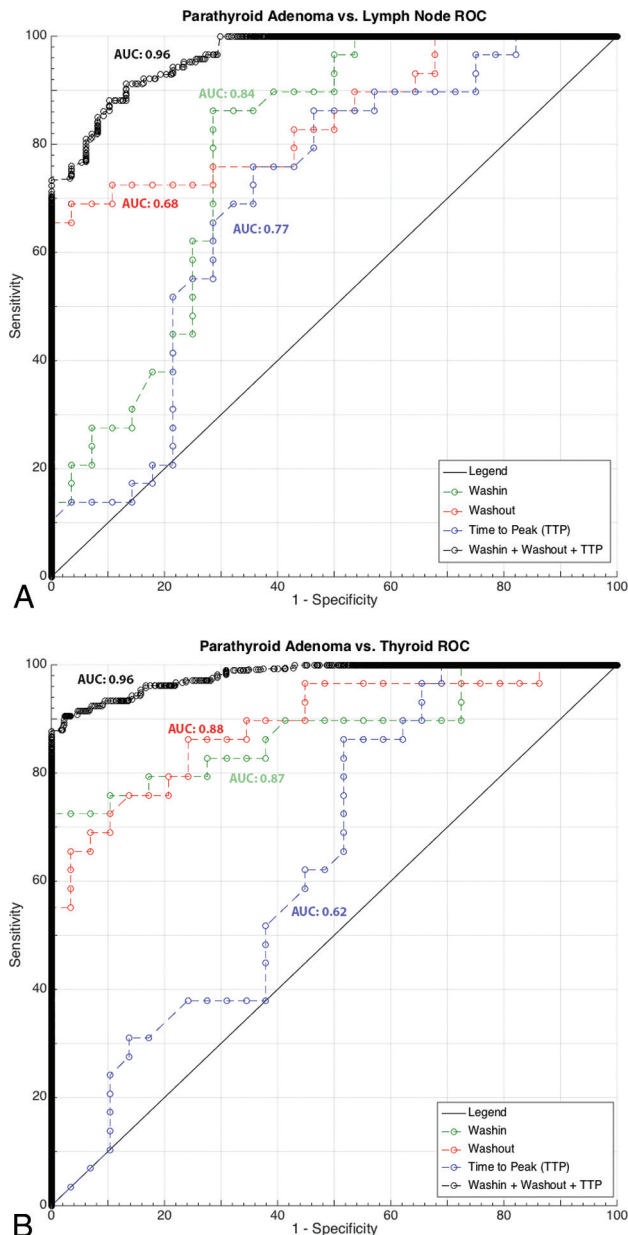 Parathyroid Adenoma vs. Lymph Node ROC
100
80
60
40
20
0
Sensitivity
AUC: 0.96
AUC: 0.84
AUC: 0.68
AUC: 0.77
Legend
Washin
Washout
Time to Peak (TTP)
Washin + Washout + TTP
0 20 40 60 80 100
1 - Specificity
A
Parathyroid Adenoma vs. Thyroid ROC
100
80
60
40
20
0
Sensitivity
AUC: 0.96
AUC: 0.88
AUC: 0.87
AUC: 0.62
Legend
Washin
Washout
Time to Peak (TTP)
Washin + Washout + TTP
0 20 40 60 80 100
1 - Specificity
B